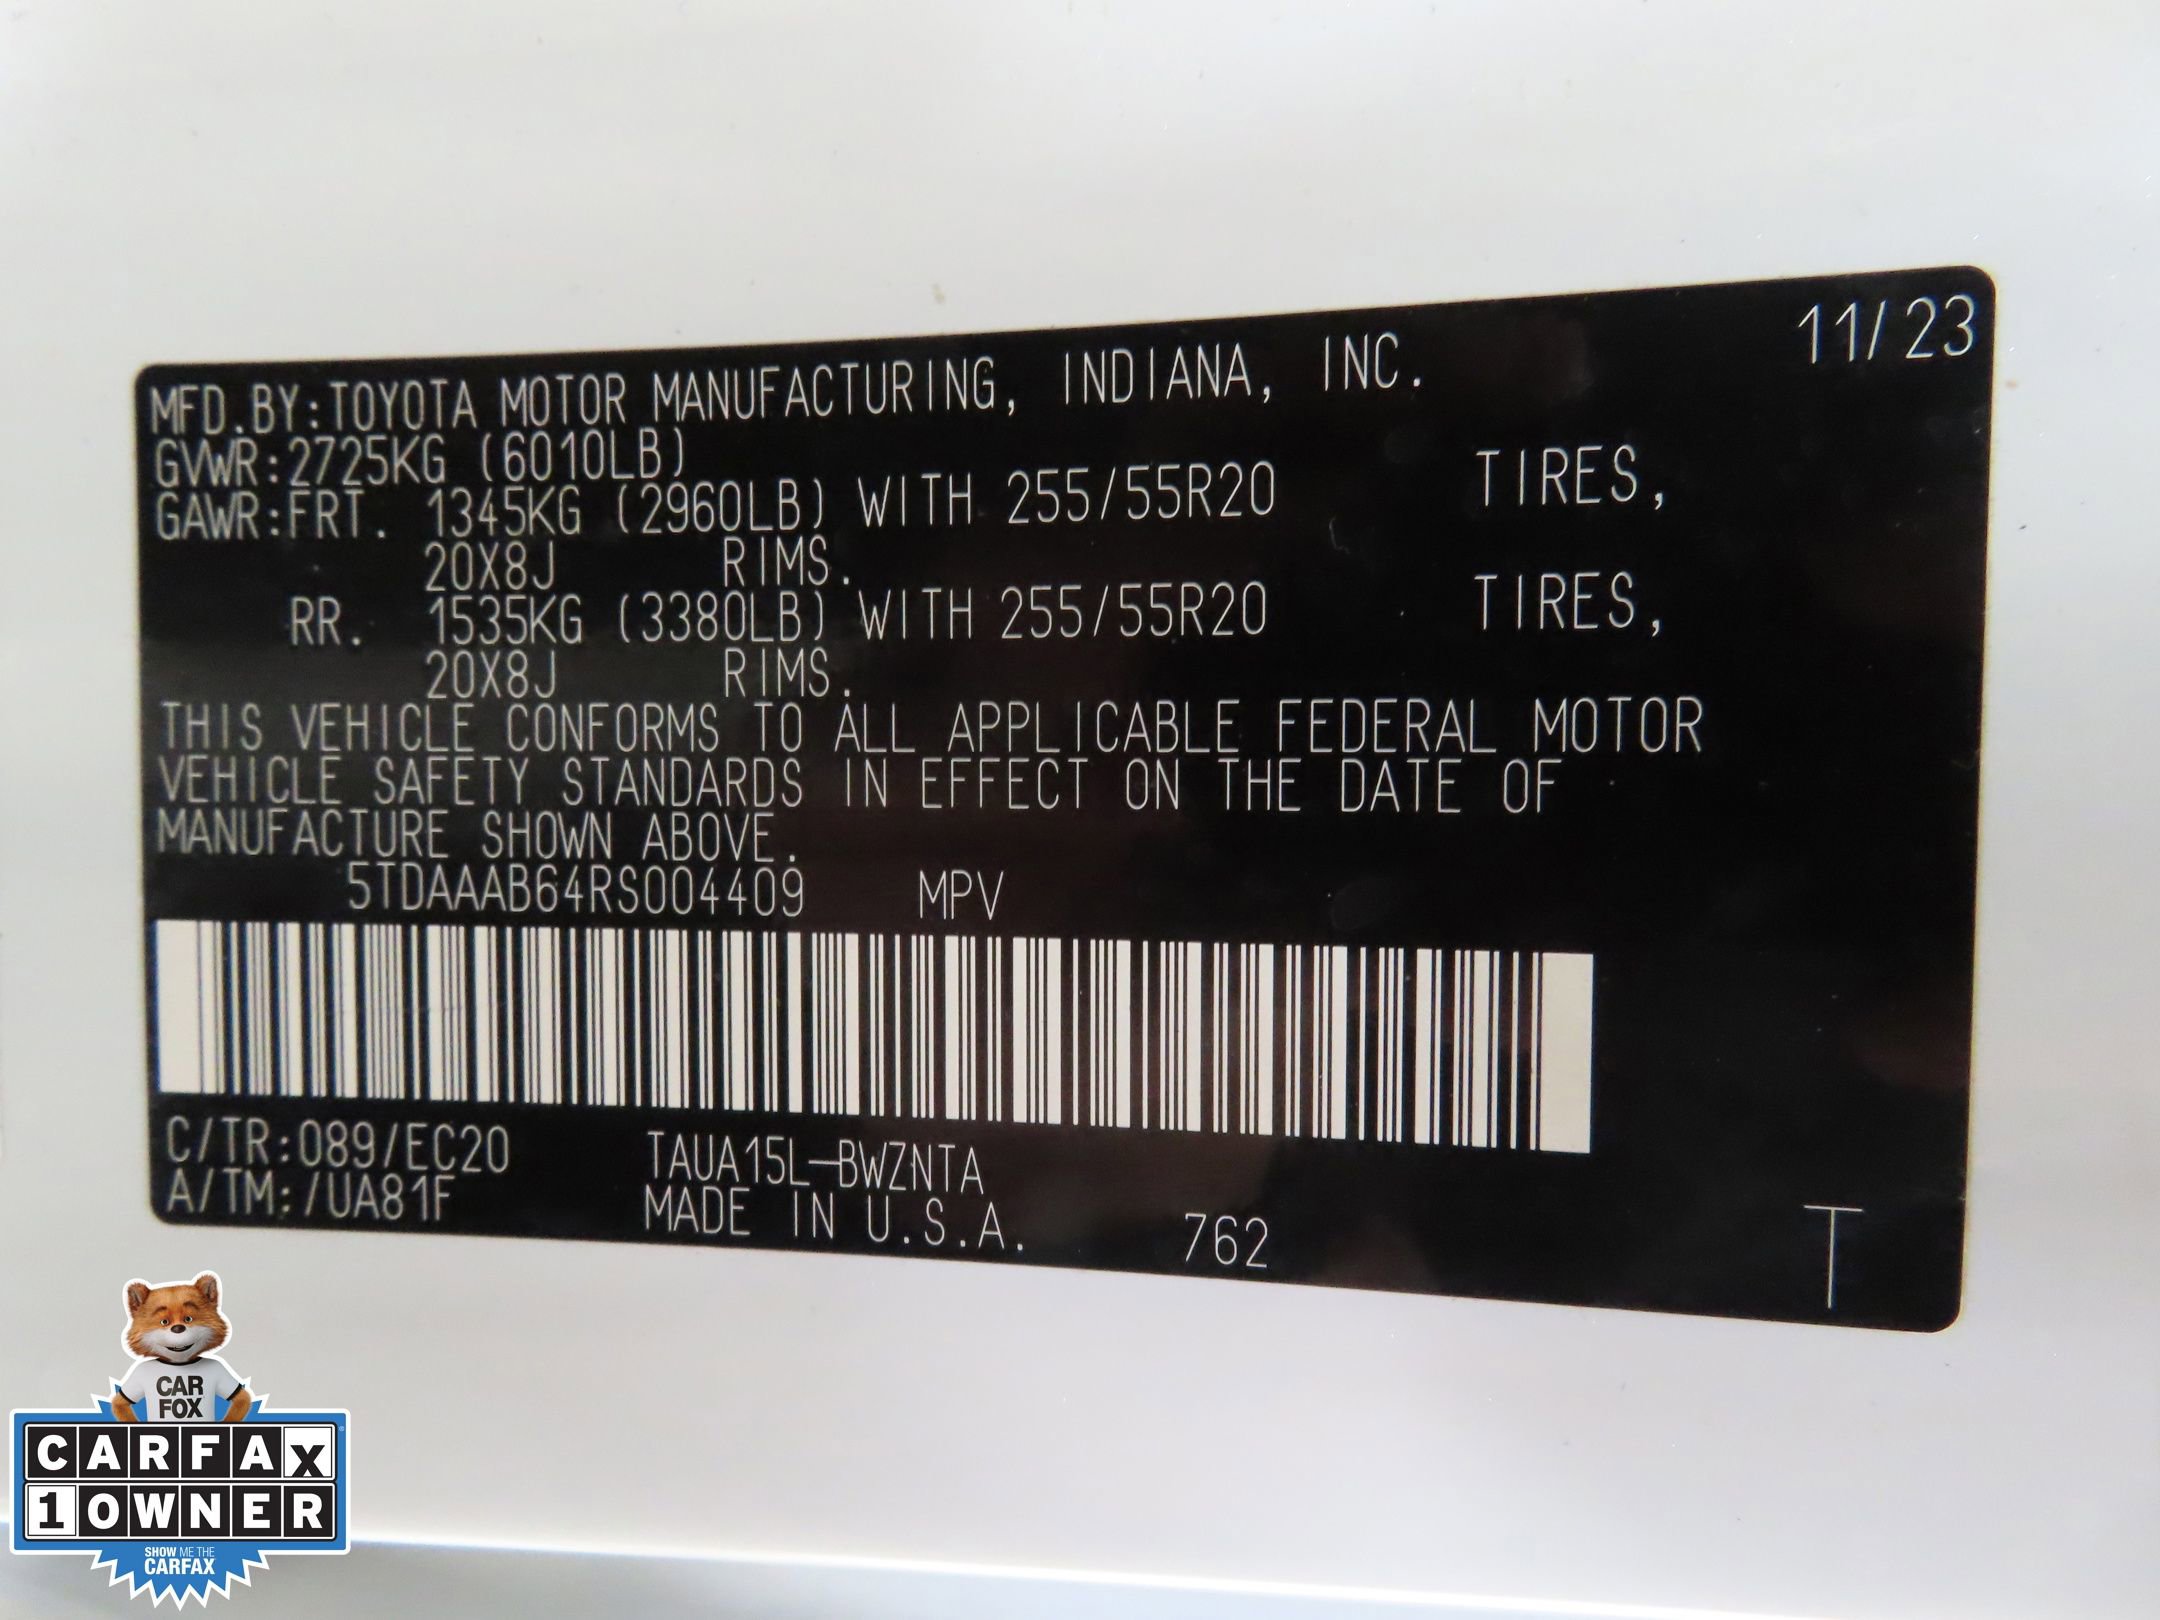 11/23
MFD.BY:TOYOTA MOTOR MANUFACTURING, INDIANA, INC.
GVWR:2725KG (6010LB)
GAWR:FRT. 1345KG (2960LB) WITH 255/55R20 TIRES,
20X8J RIMS.
RR. 1535KG (3380LB) WITH 255/55R20 TIRES,
20X8J RIMS.
THIS VEHICLE CONFORMS TO ALL APPLICABLE FEDERAL MOTOR
VEHICLE SAFETY STANDARDS IN EFFECT ON THE DATE OF
MANUFACTURE SHOWN ABOVE.
5TDAAAB64RS004409 MPV
C/TR:089/EC20 TAUA15L-BWZNTA
A/TM:/UA81F MADE IN U.S.A. 762
T
CAR
FOX
CARFAX
1 OWNER
SHOW ME THE
CARFAX